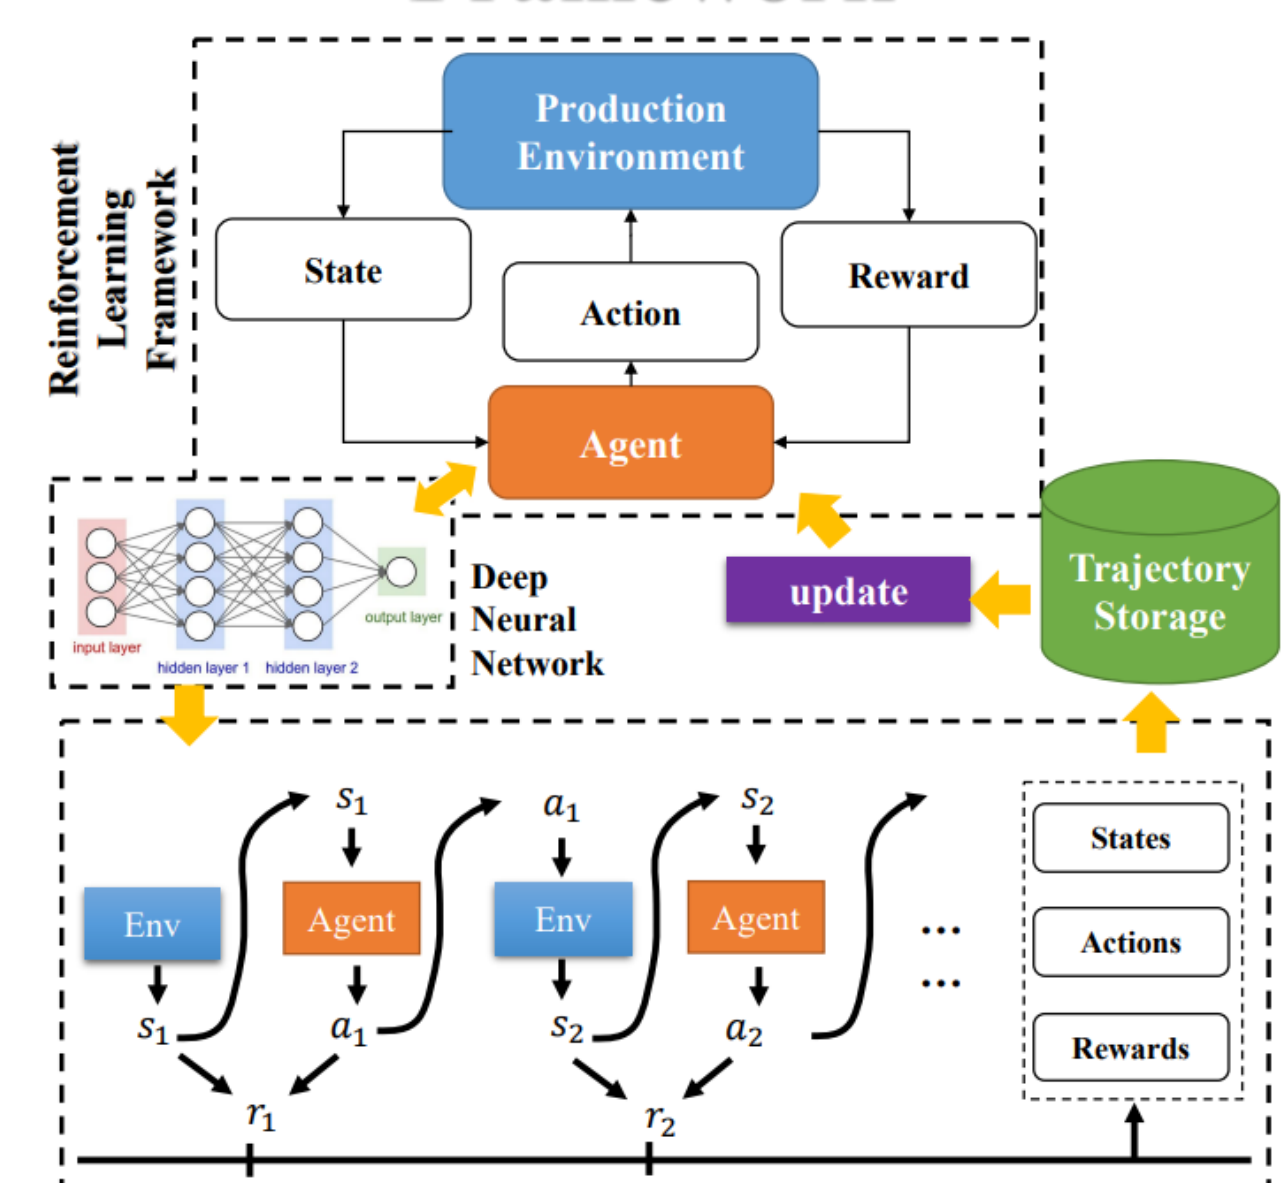 Reinforcement
Learning
Framework
Production
Environment
State
Action
Reward
Agent
input layer
hidden layer 1
hidden layer 2
output layer
Deep
Neural
Network
update
Trajectory
Storage
s₁
a₁
s₂
Env
Agent
Env
Agent
...
...
s₁
a₁
s₂
a₂
r₁
r₂
States
Actions
Rewards